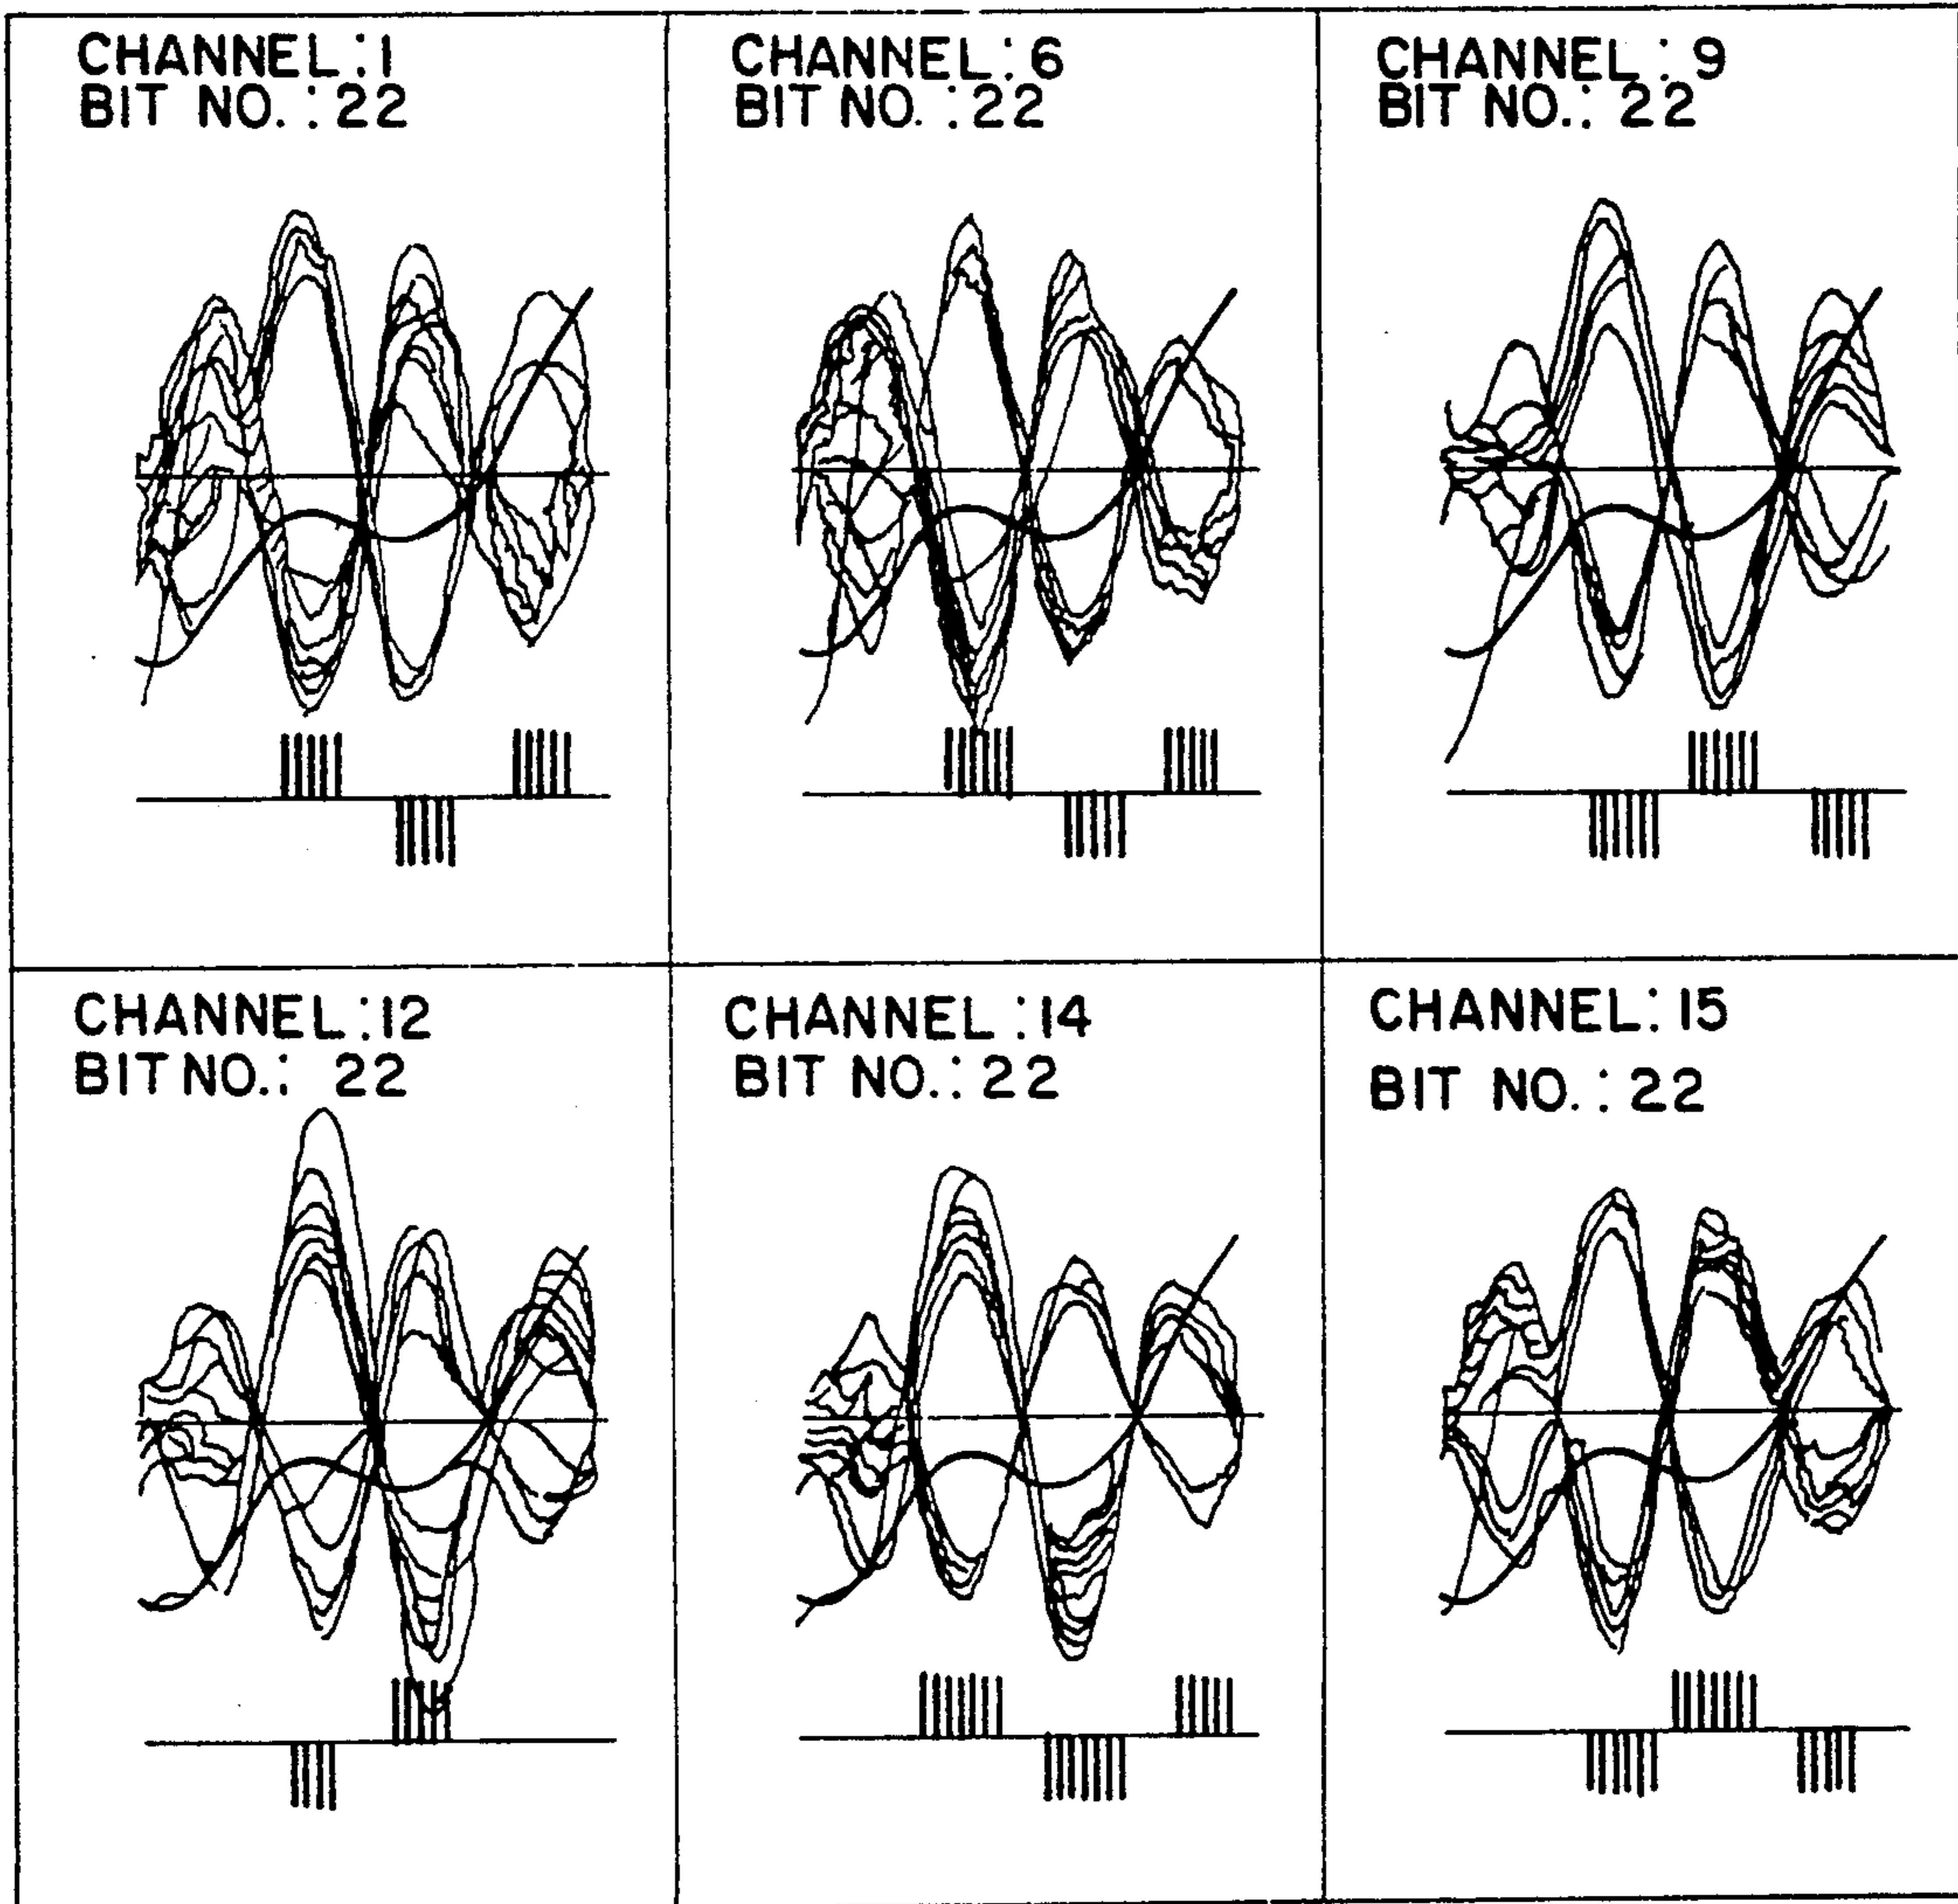 CHANNEL:1
BIT NO.:22
CHANNEL:6
BIT NO.:22
CHANNEL:9
BIT NO.:22
CHANNEL:12
BIT NO.: 22
CHANNEL:14
BIT NO.:22
CHANNEL:15
BIT NO.:22